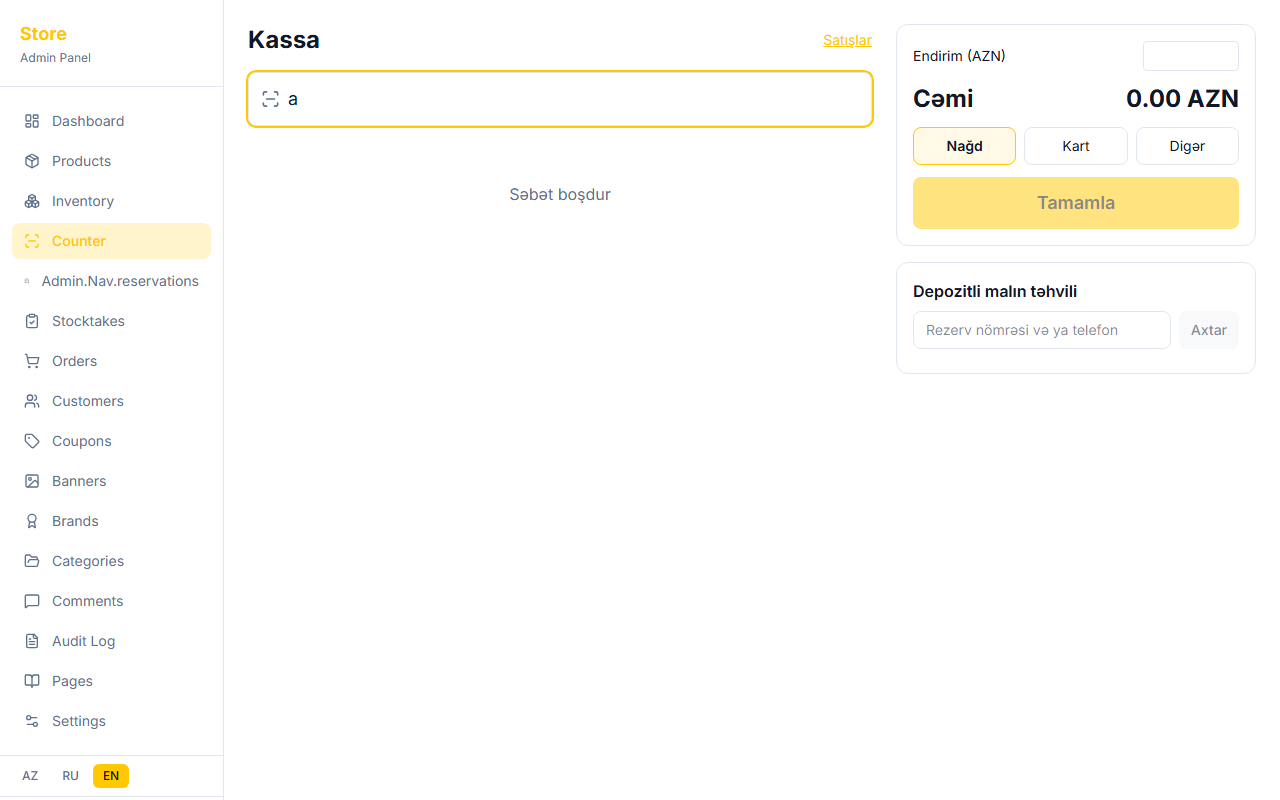 Store
Admin Panel
Dashboard
Products
Inventory
Counter
Admin.Nav.reservations
Stocktakes
Orders
Customers
Coupons
Banners
Brands
Categories
Comments
Audit Log
Pages
Settings
AZ RU EN
Kassa
Satışlar
a
Səbət boşdur
Endirim (AZN)
Cəmi 0.00 AZN
Nağd Kart Digər
Tamamla
Depozitli malın təhvili
Rezerv nömrəsi və ya telefon Axtar